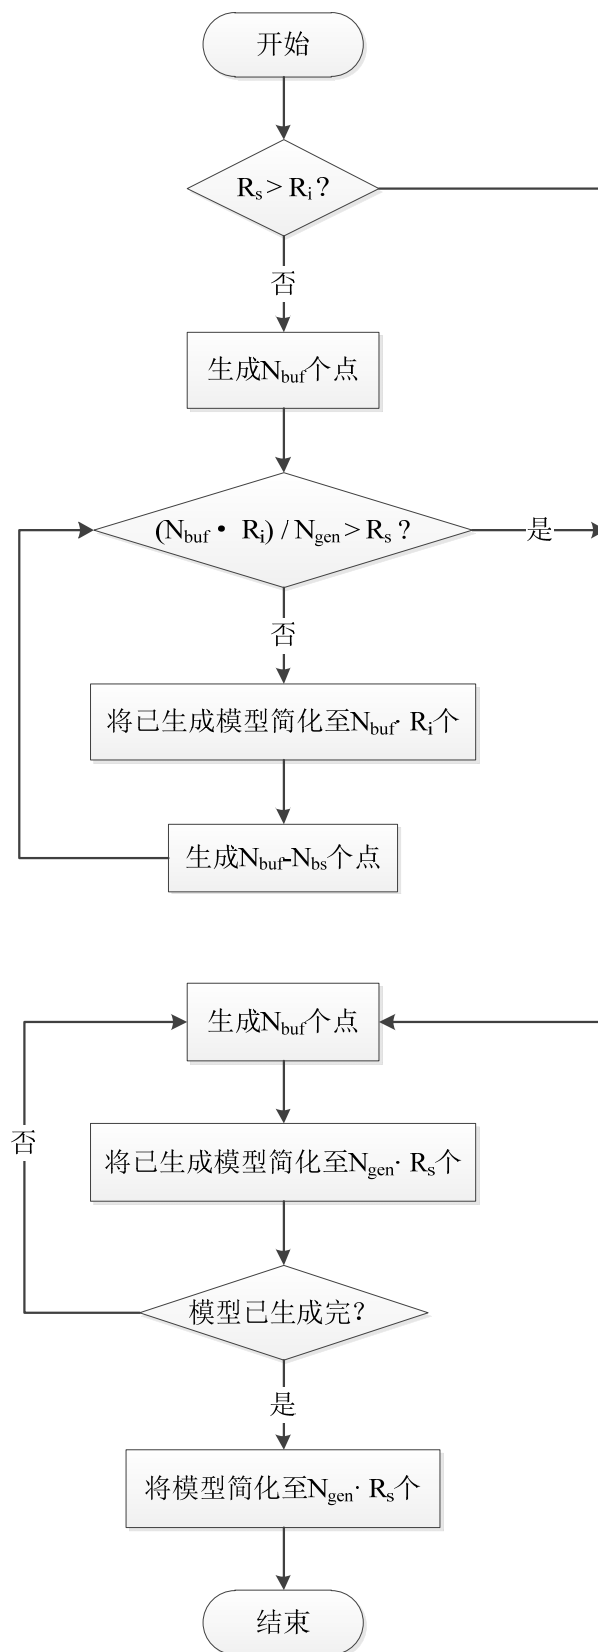 开始
R_s > R_i ?
否
生成N_buf个点
(N_buf • R_i) / N_gen > R_s ?
是
否
将已生成模型简化至N_buf· R_i个
生成N_buf-N_bs个点
生成N_buf个点
否
将已生成模型简化至N_gen· R_s个
模型已生成完?
是
将模型简化至N_gen· R_s个
结束